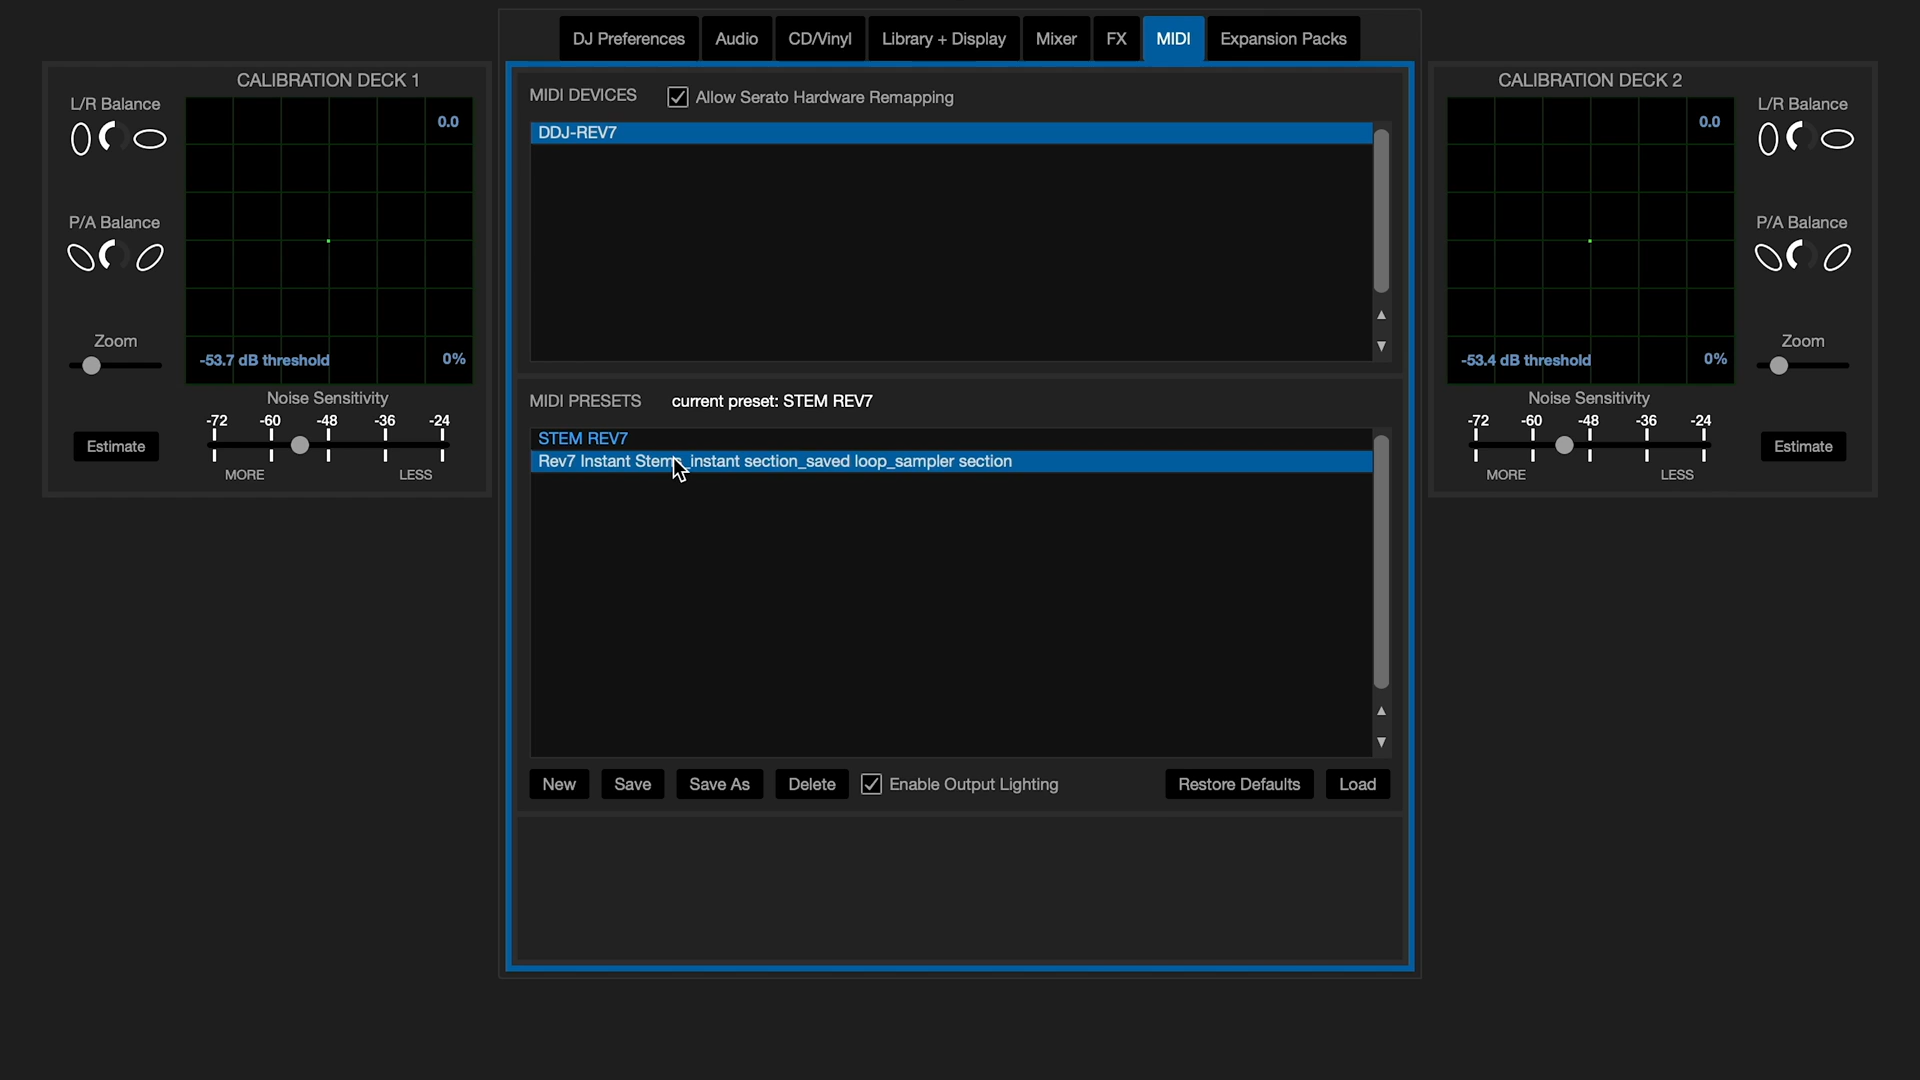 DJ Preferences
Audio
CD/Vinyl
Library + Display
Mixer
FX
MIDI
Expansion Packs
CALIBRATION DECK 1
L/R Balance
0.0
P/A Balance
Zoom
-53.7 dB threshold
0%
Noise Sensitivity
-72 -60 -48 -36 -24
Estimate
MORE LESS
MIDI DEVICES
Allow Serato Hardware Remapping
DDJ-REV7
MIDI PRESETS
current preset: STEM REV7
STEM REV7
Rev7 Instant Stems_instant section_saved loop_sampler section
New
Save
Save As
Delete
Enable Output Lighting
Restore Defaults
Load
CALIBRATION DECK 2
0.0
L/R Balance
P/A Balance
Zoom
-53.4 dB threshold
0%
Noise Sensitivity
-72 -60 -48 -36 -24
Estimate
MORE LESS